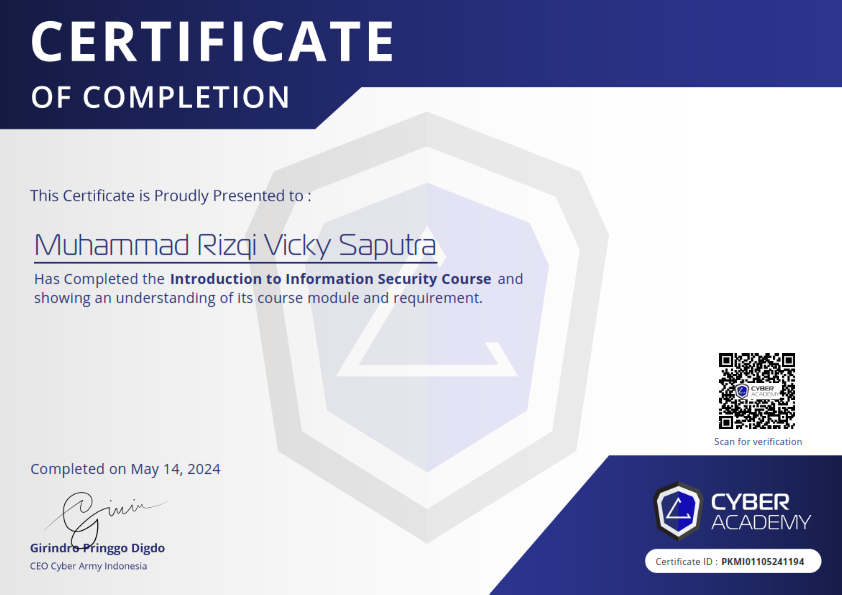 CERTIFICATE
OF COMPLETION
This Certificate is Proudly Presented to :
Muhammad Rizqi Vicky Saputra
Has Completed the Introduction to Information Security Course and
showing an understanding of its course module and requirement.
CYBER
ACADEMY
Scan for verification
Completed on May 14, 2024
Girindro Pringgo Digdo
CEO Cyber Army Indonesia
CYBER
ACADEMY
Certificate ID : PKMI01105241194